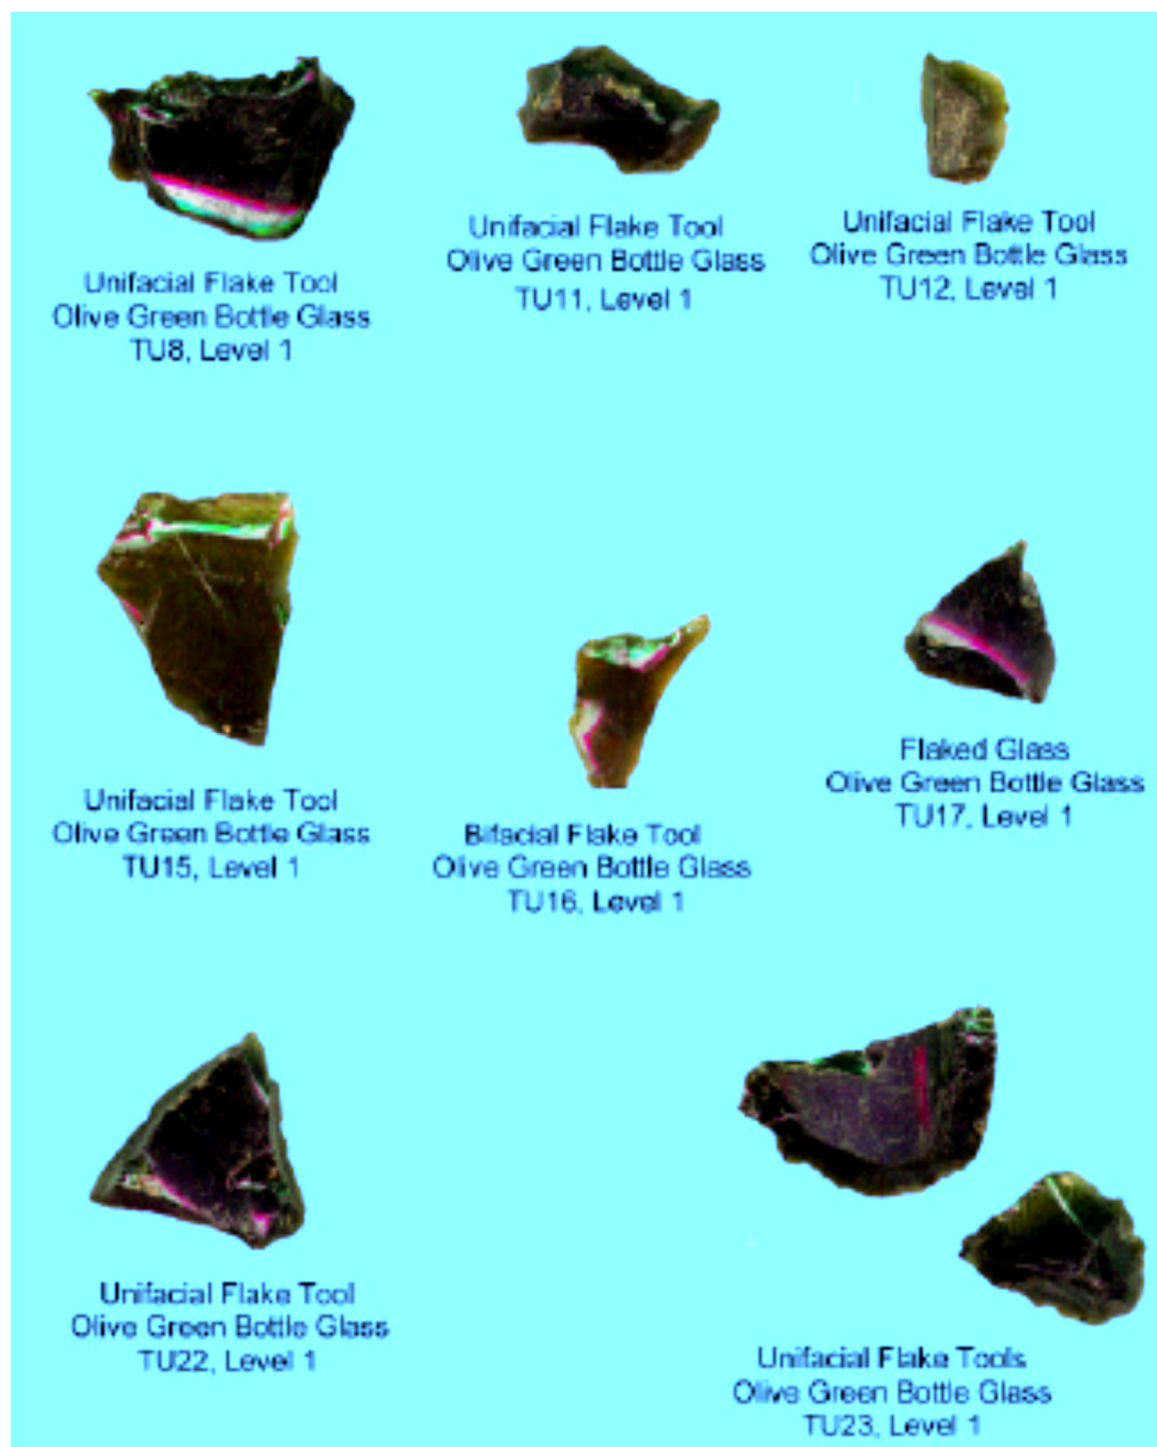 Unifacial Flake Tool
Olive Green Bottle Glass
TU8, Level 1
Unifacial Flake Tool
Olive Green Bottle Glass
TU11, Level 1
Unifacial Flake Tool
Olive Green Bottle Glass
TU12, Level 1
Unifacial Flake Tool
Olive Green Bottle Glass
TU15, Level 1
Bifacial Flake Tool
Olive Green Bottle Glass
TU16, Level 1
Flaked Glass
Olive Green Bottle Glass
TU17, Level 1
Unifacial Flake Tool
Olive Green Bottle Glass
TU22, Level 1
Unifacial Flake Tools
Olive Green Bottle Glass
TU23, Level 1